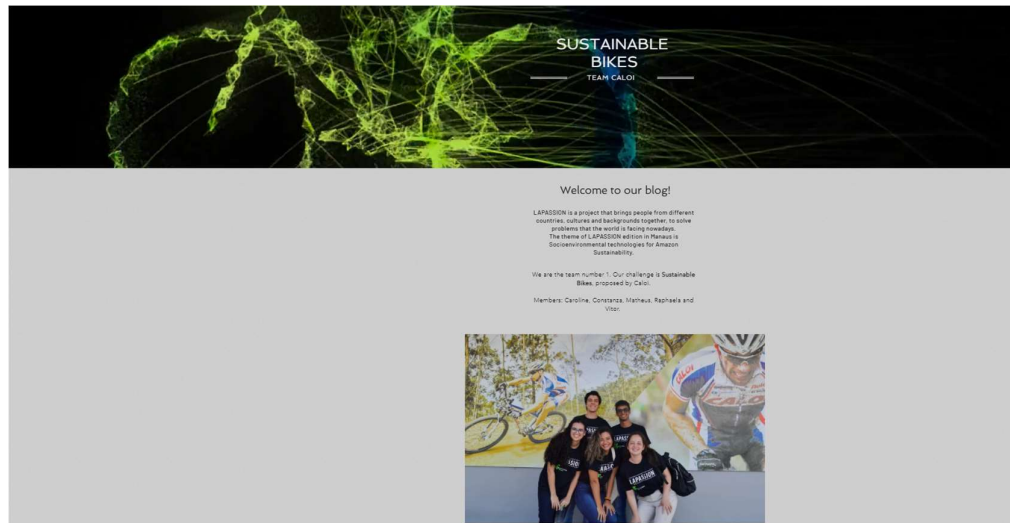 SUSTAINABLE
BIKES
TEAM CALOI
Welcome to our blog!
LAPASSION is a project that brings people from different
countries, cultures and backgrounds together, to solve
problems that the world is facing nowadays.
The theme of LAPASSION edition in Manaus is
Socioenvironmental technologies for Amazon
Sustainability.
We are the team number 1. Our challenge is Sustainable
Bikes, proposed by Caloi.
Members: Caroline, Constanza, Matheus, Raphaela and
Vitor.
CALOI
LAPASSION